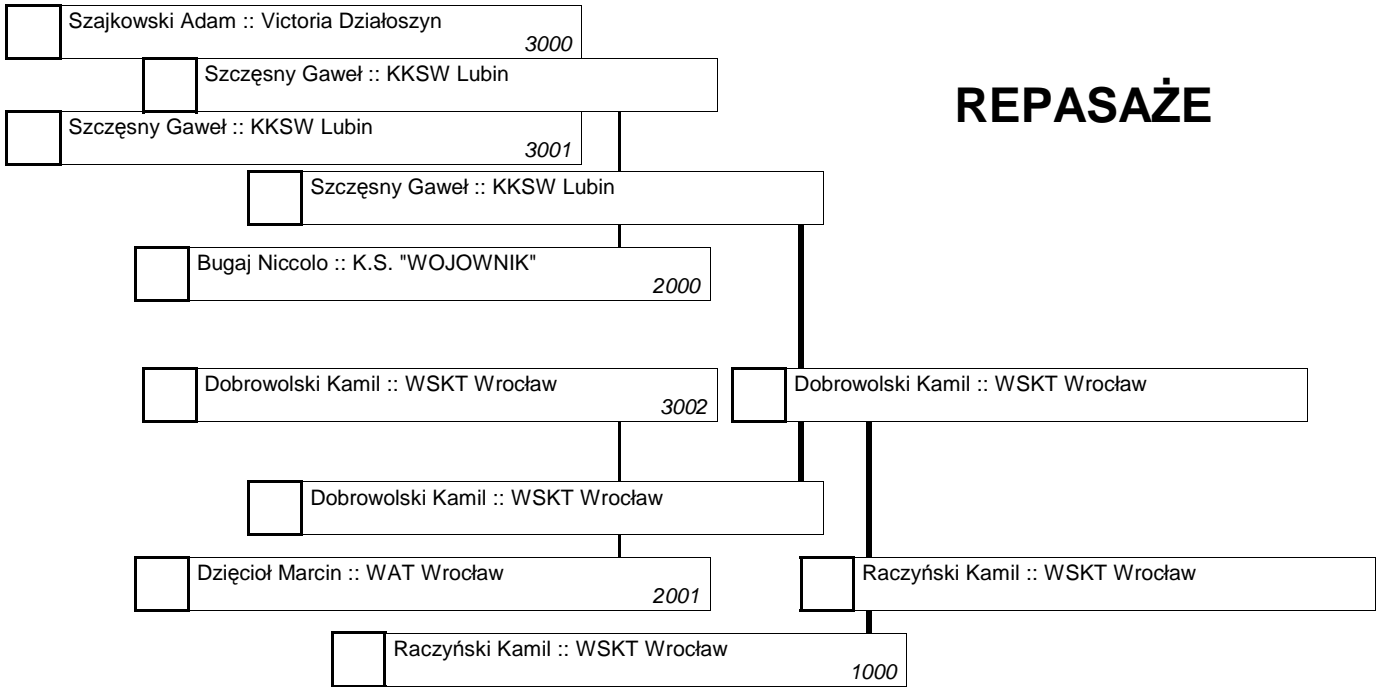 Szajkowski Adam :: Victoria Działoszyn
3000
Szczęsny Gaweł :: KKSW Lubin
REPASAŻE
Szczęsny Gaweł :: KKSW Lubin
3001
Szczęsny Gaweł :: KKSW Lubin
Bugaj Niccolo :: K.S. "WOJOWNIK"
2000
Dobrowolski Kamil :: WSKT Wrocław
3002
Dobrowolski Kamil :: WSKT Wrocław
Dobrowolski Kamil :: WSKT Wrocław
Dzięcioł Marcin :: WAT Wrocław
2001
Raczyński Kamil :: WSKT Wrocław
Raczyński Kamil :: WSKT Wrocław
1000